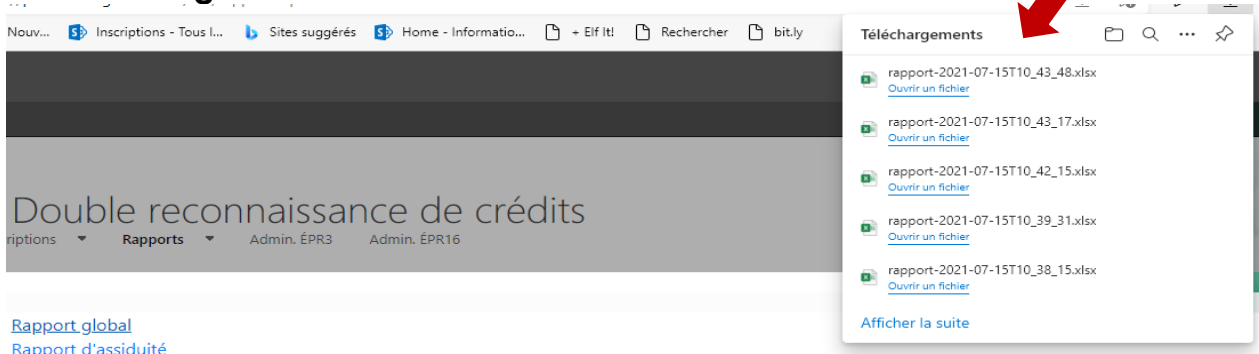 Nouv... Inscriptions - Tous l... Sites suggérés Home - Informatio... + Elf It! Rechercher bit.ly
Téléchargements
rapport-2021-07-15T10_43_48.xlsx
Ouvrir un fichier
rapport-2021-07-15T10_43_17.xlsx
Ouvrir un fichier
rapport-2021-07-15T10_42_15.xlsx
Ouvrir un fichier
rapport-2021-07-15T10_39_31.xlsx
Ouvrir un fichier
rapport-2021-07-15T10_38_15.xlsx
Ouvrir un fichier
Afficher la suite
Double reconnaissance de crédits
riptions Rapports Admin. ÉPR3 Admin. ÉPR16
Rapport global
Rapport d'assiduité